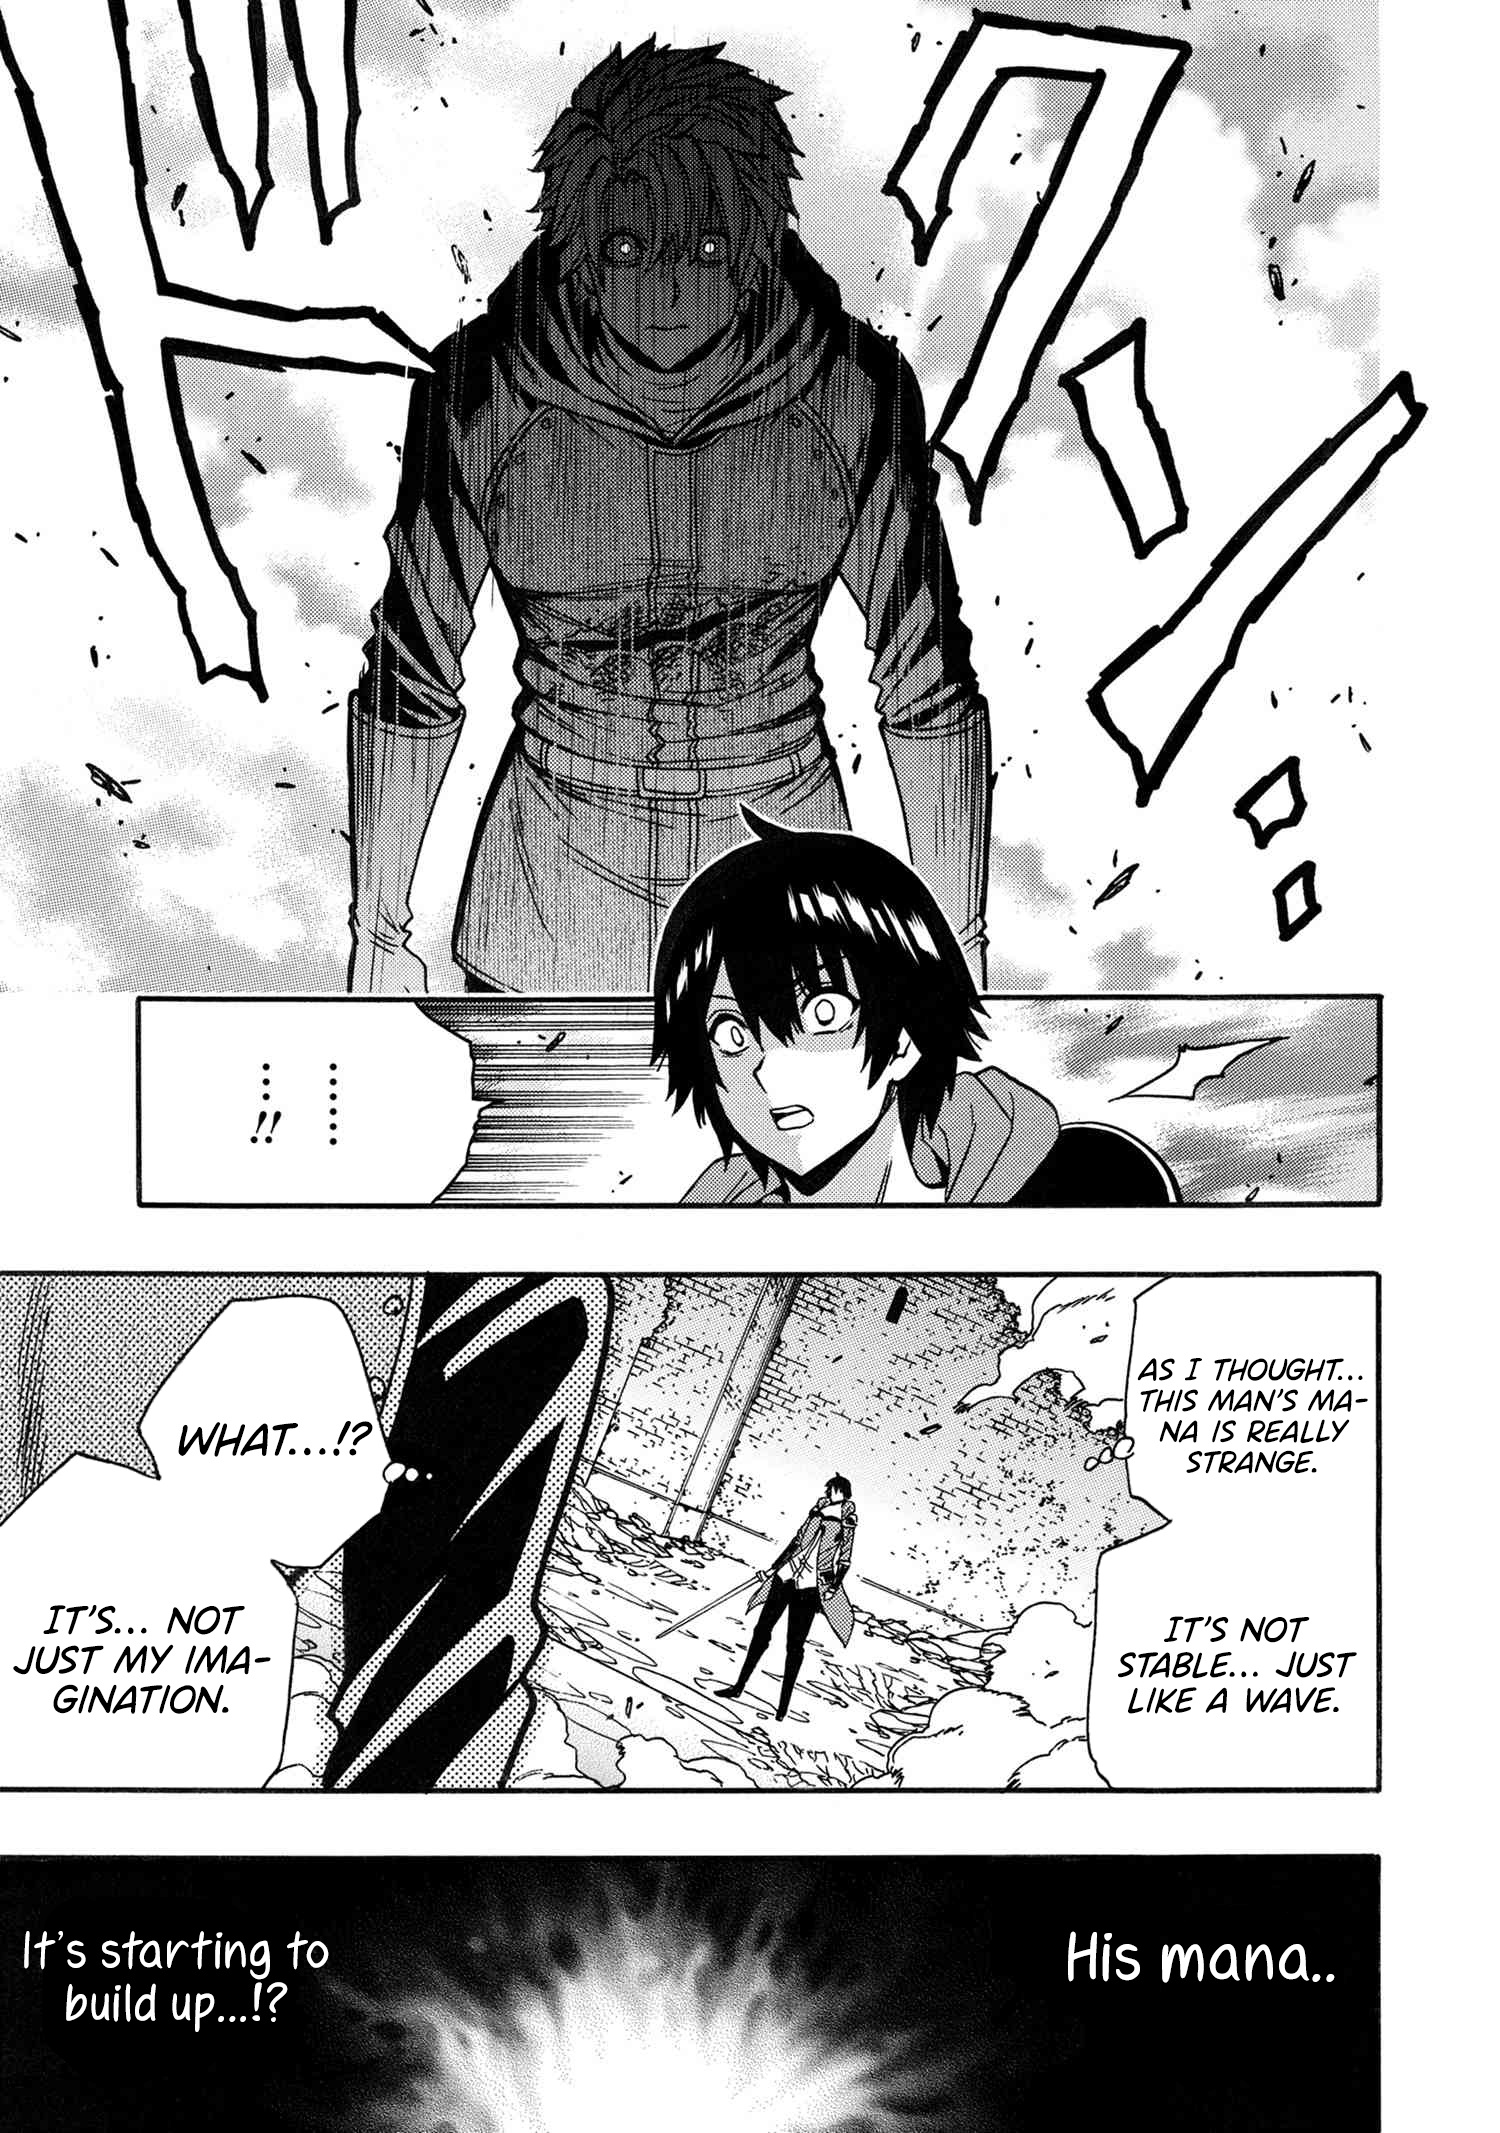 ドクン
……
…!!
AS I THOUGHT...
THIS MAN'S MA-
NA IS REALLY
STRANGE.
IT'S NOT
STABLE... JUST
LIKE A WAVE.
WHAT...!?
IT'S... NOT
JUST MY IMA-
GINATION.
His mana..
It's starting to
build up...!?